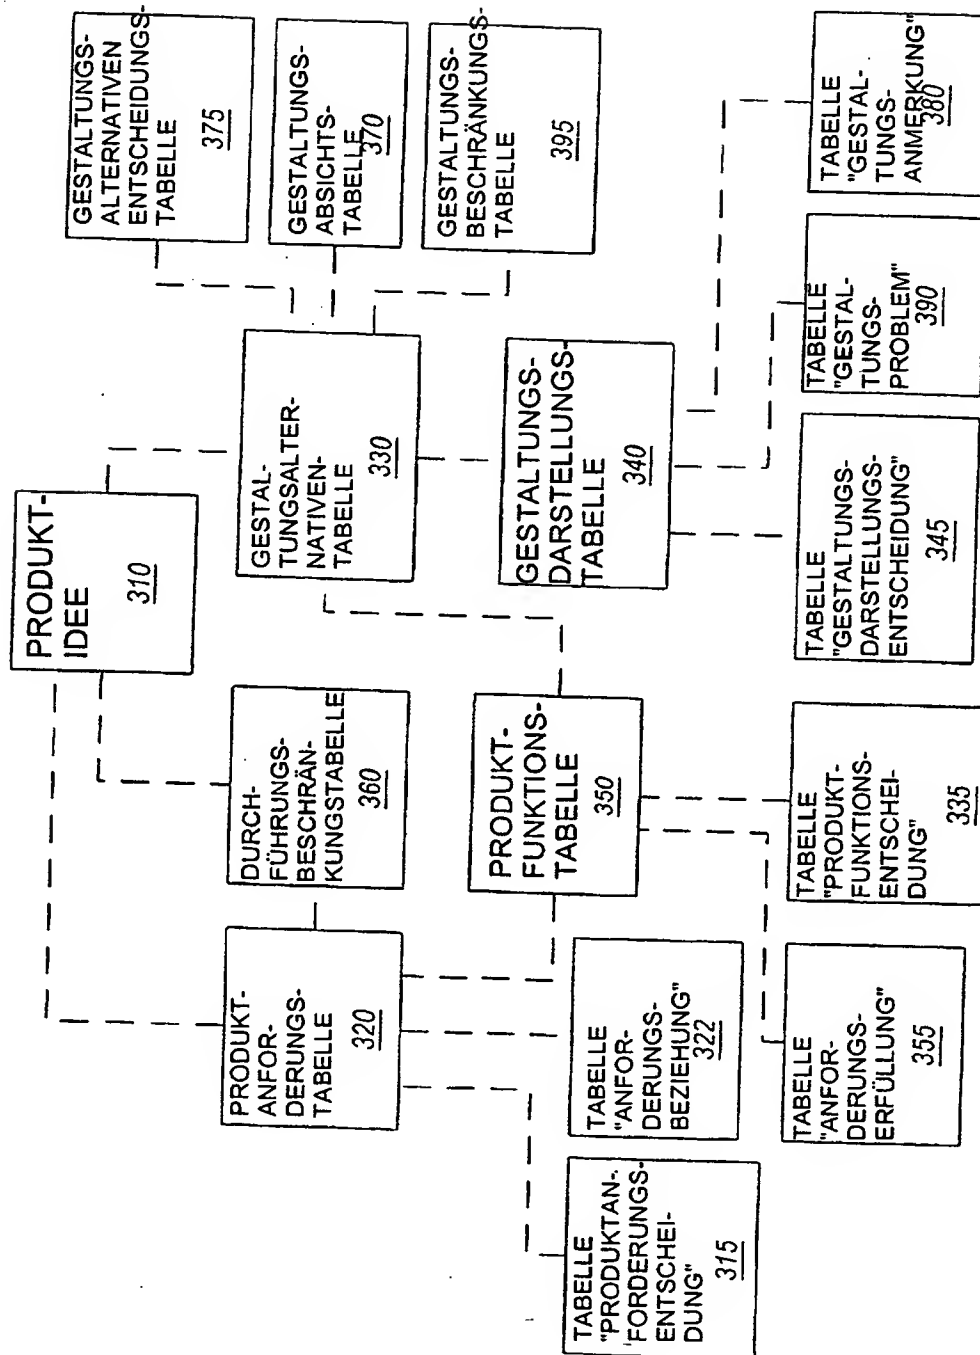 PRODUKT-
IDEE
310
PRODUKT-
ANFOR-
DERUNGS-
TABELLE
320
DURCH-
FÜHRUNGS-
BESCHRÄN-
KUNGSTABELLE
360
GESTAL-
TUNGSALTER-
NATIVEN-
TABELLE
330
GESTALTUNGS-
ALTERNATIVEN
ENTSCHEIDUNGS-
TABELLE
375
GESTALTUNGS-
ABSICHTS-
TABELLE
370
GESTALTUNGS-
BESCHRÄNKUNGS-
TABELLE
395
PRODUKT-
FUNKTIONS-
TABELLE
350
GESTALTUNGS-
DARSTELLUNGS-
TABELLE
340
TABELLE
"PRODUKTAN-
FORDERUNGS-
ENTSCHEI-
DUNG"
315
TABELLE
"ANFOR-
DERUNGS-
BEZIEHUNG"
322
TABELLE
"ANFOR-
DERUNGS-
ERFÜLLUNG"
355
TABELLE
"PRODUKT-
FUNKTIONS-
ENTSCHEI-
DUNG"
335
TABELLE
"GESTALTUNGS-
DARSTELLUNGS-
ENTSCHEIDUNG"
345
TABELLE
"GESTAL-
TUNGS-
PROBLEM"
390
TABELLE
"GESTAL-
TUNGS-
ANMERKUNG"
380